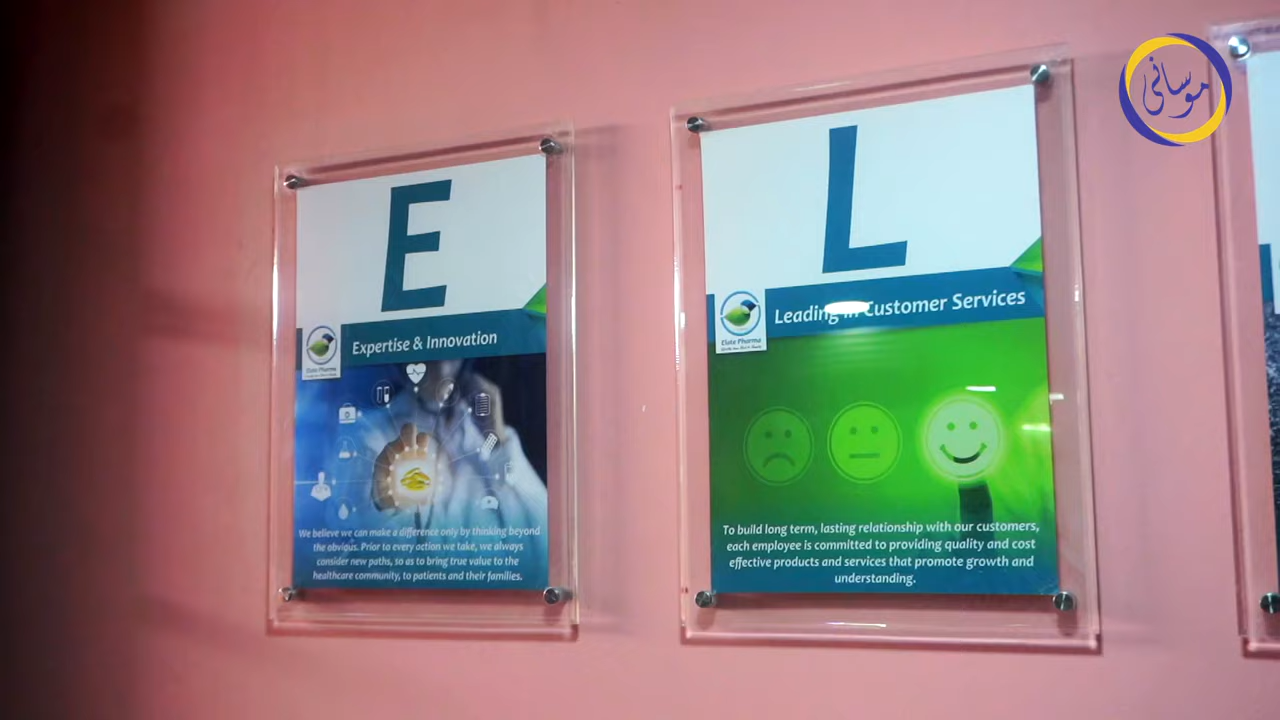 E
Expertise & Innovation
Elaie Pharma
We believe we can make a difference only by thinking beyond
the obvious. Prior to every action we take, we always
consider new paths, so as to bring true value to the
healthcare community, to patients and their families.
L
Leading in Customer Services
Elaie Pharma
To build long term, lasting relationship with our customers,
each employee is committed to providing quality and cost
effective products and services that promote growth and
understanding.
موسانی